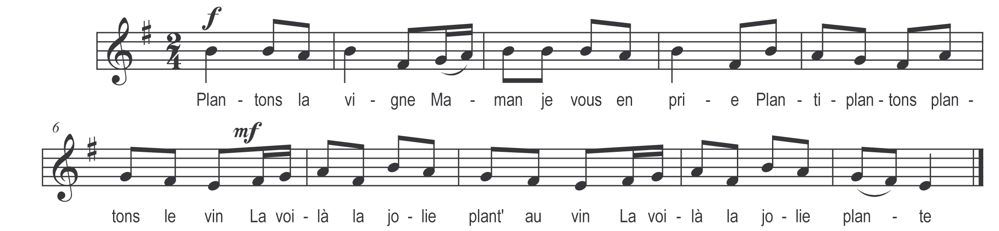 f
2
4
Plan - tons la vi - gne Ma - man je vous en pri - e Plan - ti - plan - tons plan -
6
mf
tons le vin La voi - là la jo - lie plant' au vin La voi - là la jo - lie plan - te